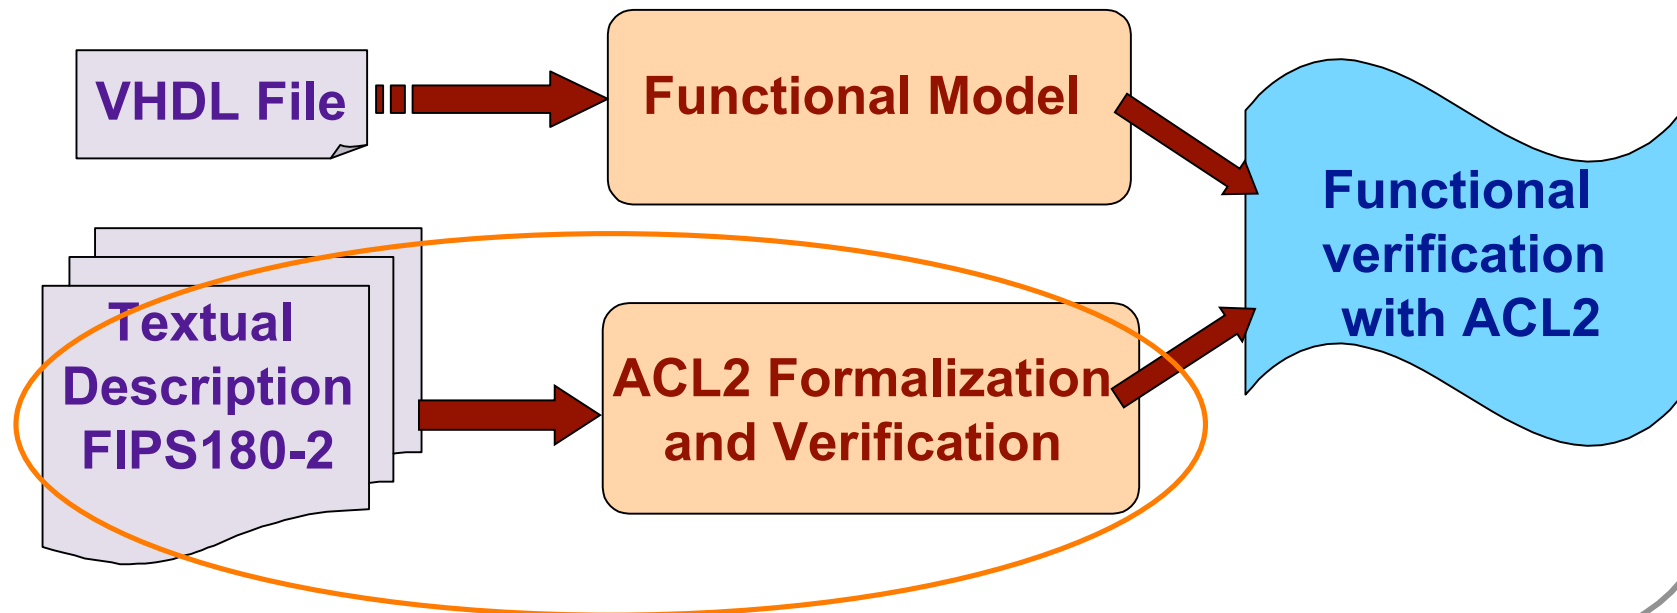 VHDL File
Functional Model
Textual
Description
FIPS180-2
ACL2 Formalization
and Verification
Functional
verification
with ACL2